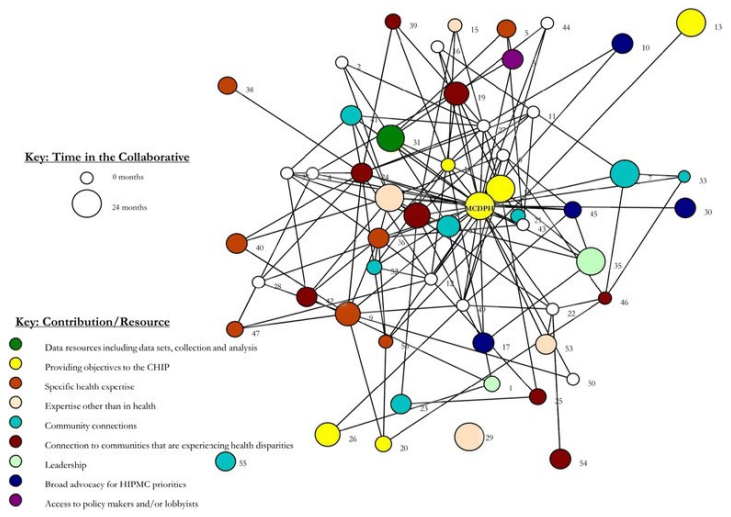 39
15
5
44
13
16
10
2
38
19
11
31
33
MCDPH
45
30
21
43
40
36
35
28
12
42
46
9
22
47
17
53
30
1
25
23
26
20
29
55
54
Key: Time in the Collaborative
0 months
24 months
Key: Contribution/Resource
Data resources including data sets, collection and analysis
Providing objectives to the CHIP
Specific health expertise
Expertise other than in health
Community connections
Connection to communities that are experiencing health disparities
Leadership
Broad advocacy for HIPMC priorities
Access to policy makers and/or lobbyists